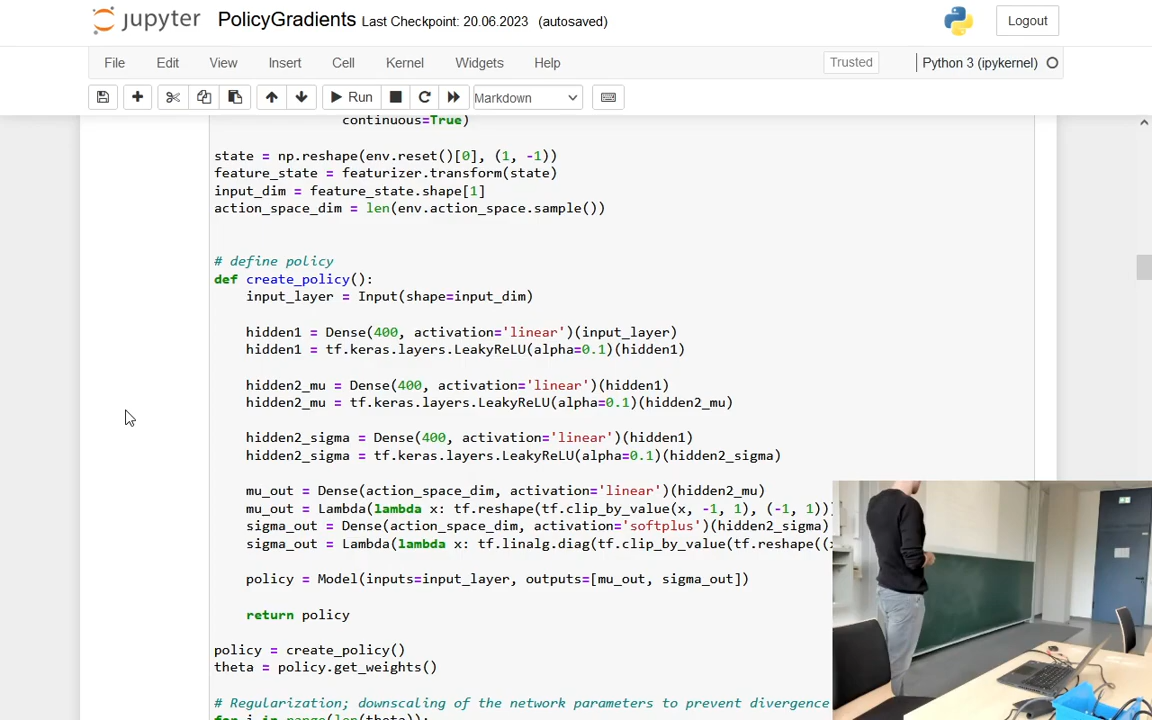 jupyter PolicyGradients Last Checkpoint: 20.06.2023 (autosaved)
Logout
File Edit View Insert Cell Kernel Widgets Help
Trusted
Python 3 (ipykernel)
Run
Markdown
continuous=True)
state = np.reshape(env.reset()[0], (1, -1))
feature_state = featurizer.transform(state)
input_dim = feature_state.shape[1]
action_space_dim = len(env.action_space.sample())
# define policy
def create_policy():
input_layer = Input(shape=input_dim)
hidden1 = Dense(400, activation='linear')(input_layer)
hidden1 = tf.keras.layers.LeakyReLU(alpha=0.1)(hidden1)
hidden2_mu = Dense(400, activation='linear')(hidden1)
hidden2_mu = tf.keras.layers.LeakyReLU(alpha=0.1)(hidden2_mu)
hidden2_sigma = Dense(400, activation='linear')(hidden1)
hidden2_sigma = tf.keras.layers.LeakyReLU(alpha=0.1)(hidden2_sigma)
mu_out = Dense(action_space_dim, activation='linear')(hidden2_mu)
mu_out = Lambda(lambda x: tf.reshape(tf.clip_by_value(x, -1, 1), (-1, 1))
sigma_out = Dense(action_space_dim, activation='softplus')(hidden2_sigma)
sigma_out = Lambda(lambda x: tf.linalg.diag(tf.clip_by_value(tf.reshape((
policy = Model(inputs=input_layer, outputs=[mu_out, sigma_out])
return policy
policy = create_policy()
theta = policy.get_weights()
# Regularization; downscaling of the network parameters to prevent divergence
for i in range(len(theta)):